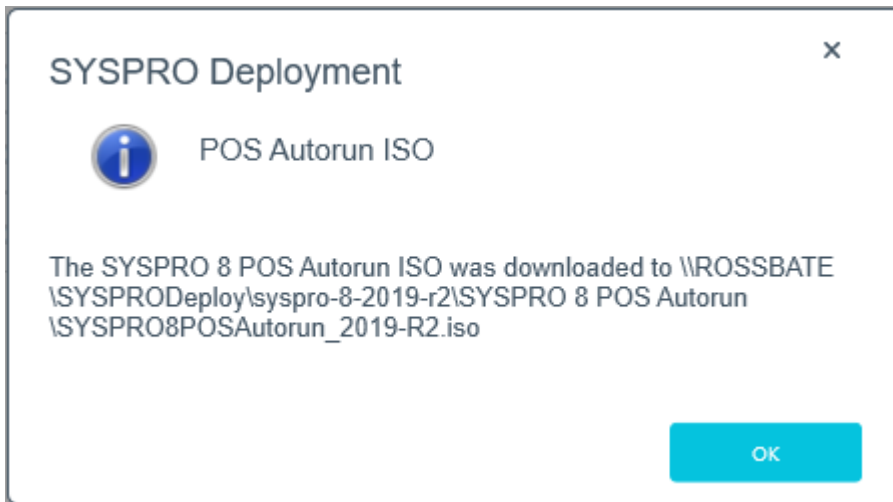 SYSPRO Deployment
POS Autorun ISO
The SYSPRO 8 POS Autorun ISO was downloaded to \\ROSSBATE
\SYSPRODeploy\syspro-8-2019-r2\SYSPRO 8 POS Autorun
\SYSPRO8POSAutorun_2019-R2.iso
OK